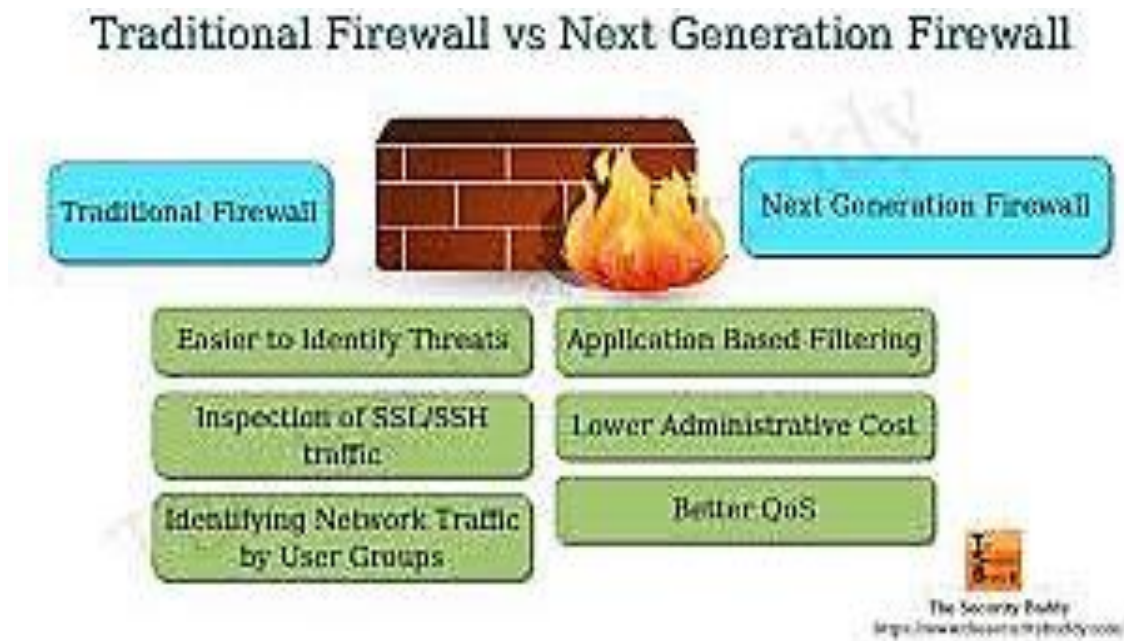 Traditional Firewall vs Next Generation Firewall
Traditional Firewall
Next Generation Firewall
Easier to Identify Threats
Inspection of SSL/SSH
traffic
Identifying Network Traffic
by User Groups
Application Based Filtering
Lower Administrative Cost
Better QoS
The Security Buddy